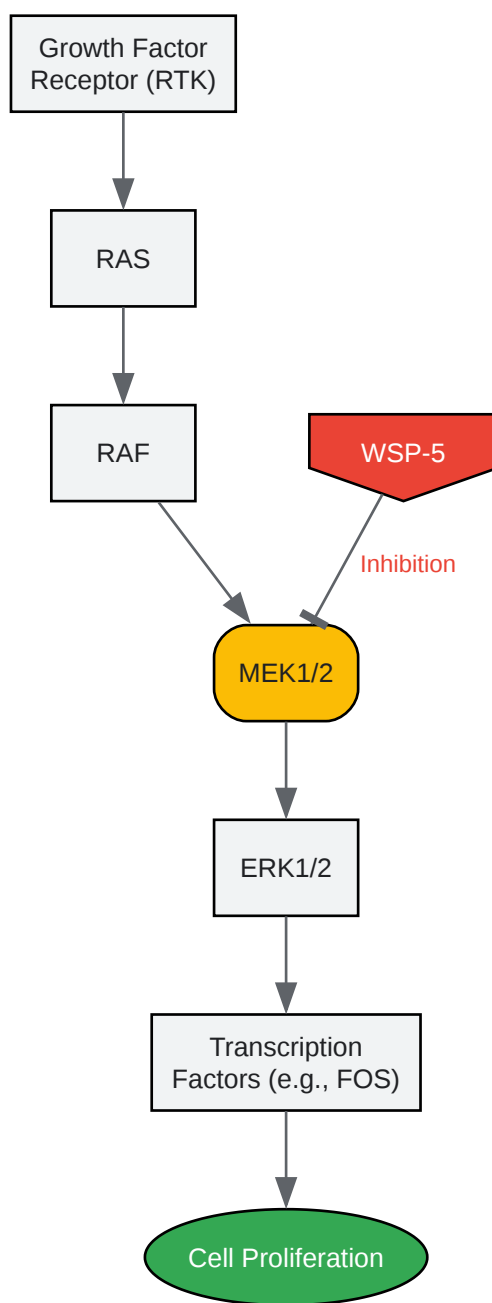 Growth Factor
Receptor (RTK)
RAS
RAF
WSP-5
Inhibition
MEK1/2
ERK1/2
Transcription
Factors (e.g., FOS)
Cell Proliferation